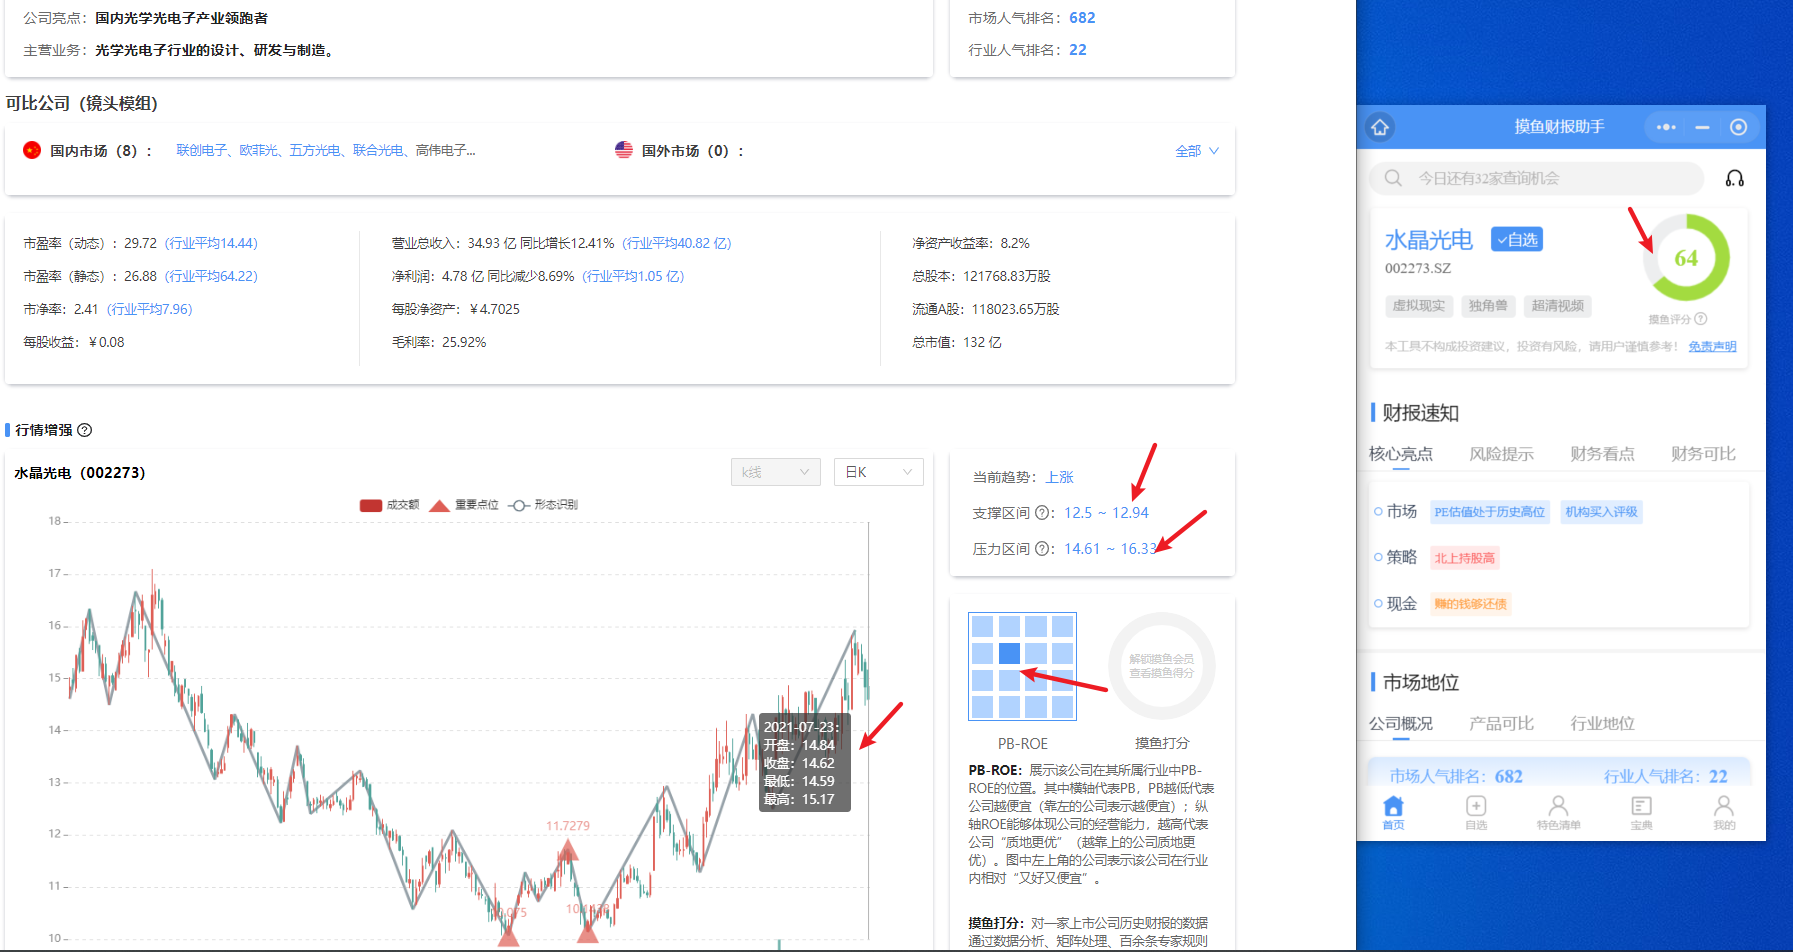 公司亮点：国内光学光电子产业领跑者
主营业务：光学光电子行业的设计、研发与制造。
市场人气排名：682
行业人气排名：22
可比公司（镜头模组）
国内市场（8）：
联创电子、欧菲光、五方光电、联合光电、高伟电子...
国外市场（0）：
全部
市盈率（动态）：29.72（行业平均14.44）
市盈率（静态）：26.88（行业平均64.22）
市净率：2.41（行业平均7.96）
每股收益：￥0.08
营业总收入：34.93 亿 同比增长12.41%（行业平均40.82 亿）
净利润：4.78 亿 同比减少8.69%（行业平均1.05 亿）
每股净资产：￥4.7025
毛利率：25.92%
净资产收益率：8.2%
总股本：121768.83万股
流通A股：118023.65万股
总市值：132 亿
行情增强 ?
水晶光电（002273）
k线
日K
成交额
重要点位
形态识别
18
17
16
15
14
13
12
11
10
2021-07-23：
开盘：14.84
收盘：14.62
最低：14.59
最高：15.17
11.7279
当前趋势：上涨
支撑区间 ?：12.5 ~ 12.94
压力区间 ?：14.61 ~ 16.33
解锁摸鱼会员
查看摸鱼得分
PB-ROE
摸鱼打分
PB-ROE：展示该公司在其所属行业中PB-
ROE的位置。其中横轴代表PB，PB越低代表
公司越便宜（靠左的公司表示越便宜）；纵
轴ROE能够体现公司的经营能力，越高代表
公司“质地更优”（越靠上的公司质地更
优）。图中左上角的公司表示该公司在行业
内相对“又好又便宜”。
摸鱼打分：对一家上市公司历史财报的数据
通过数据分析、矩阵处理、百余条专家规则
摸鱼财报助手
今日还有32家查询机会
水晶光电
✓自选
002273.SZ
64
虚拟现实
独角兽
超清视频
摸鱼评分 ?
本工具不构成投资建议，投资有风险，请用户谨慎参考！
免责声明
财报速知
核心亮点
风险提示
财务看点
财务可比
市场
PE估值处于历史高位
机构买入评级
策略
北上持股高
现金
赚的钱够还债
市场地位
公司概况
产品可比
行业地位
市场人气排名：682
行业人气排名：22
首页
自选
特色清单
宝典
我的